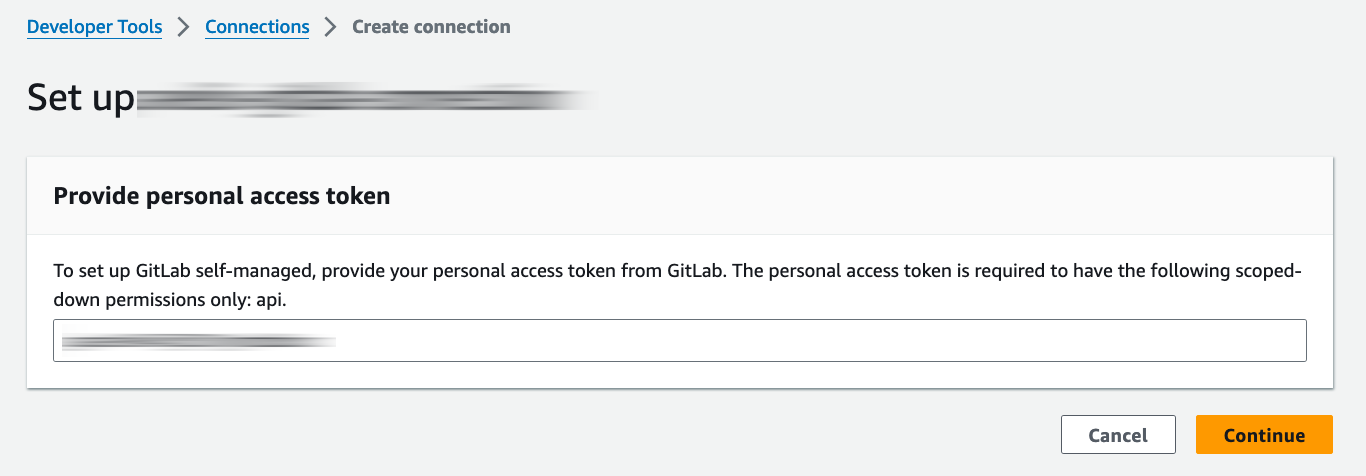 Developer Tools > Connections > Create connection
Set up
Provide personal access token
To set up GitLab self-managed, provide your personal access token from GitLab. The personal access token is required to have the following scoped-
down permissions only: api.
Cancel Continue